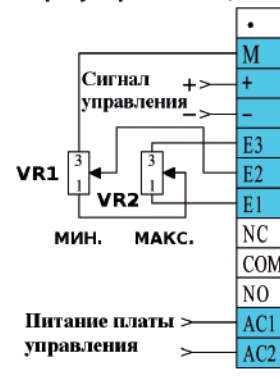 •
M
Сигнал + +
управления − −
E3
3 3 E2
VR1 VR2
1 1 E1
МИН. МАКС. NC
COM
NO
Питание платы AC1
управления AC2